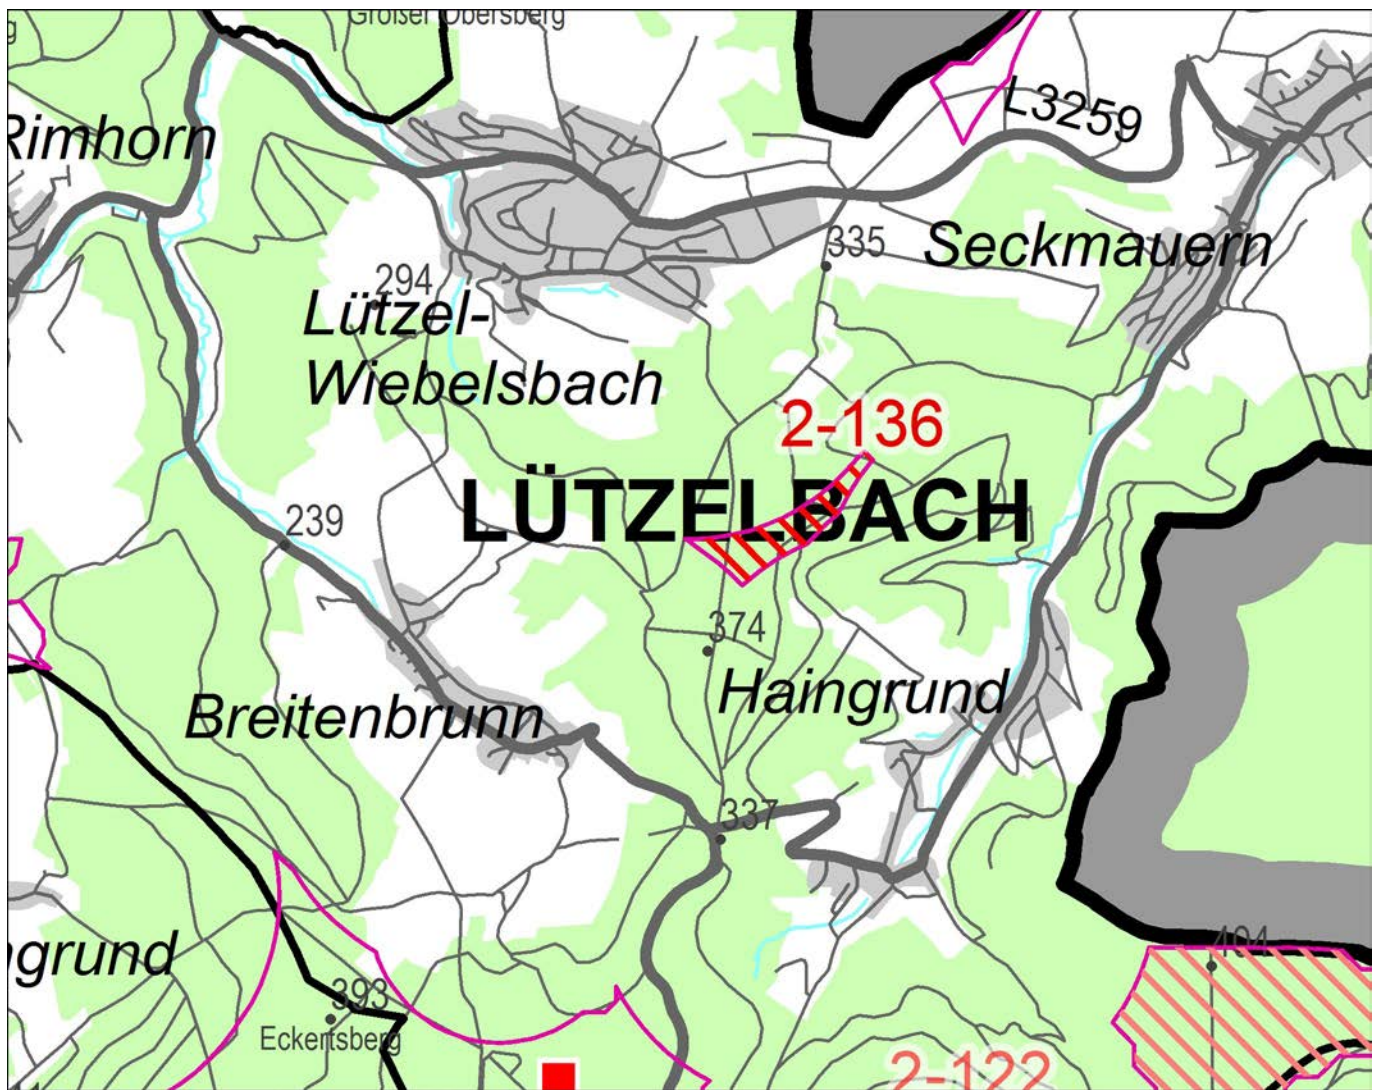 Großer Obersberg
L3259
Rimhorn
335
Seckmauern
294
Lützel-
Wiebelsbach
2-136
LÜTZELBACH
239
374
Haingrund
Breitenbrunn
337
404
ngrund
393
Eckertsberg
2-122